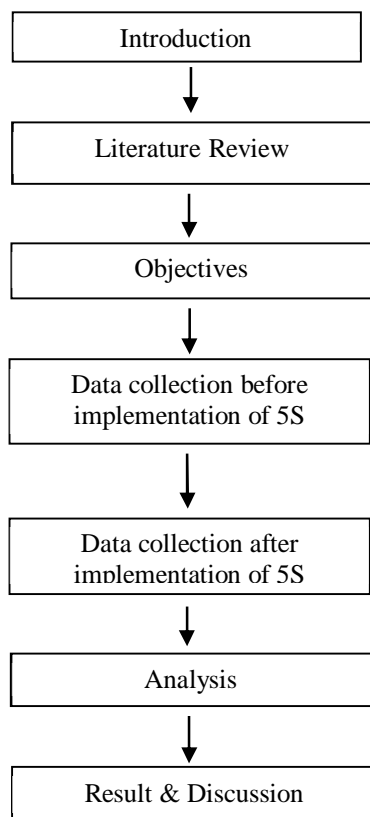 Introduction
Literature Review
Objectives
Data collection before
implementation of 5S
Data collection after
implementation of 5S
Analysis
Result & Discussion